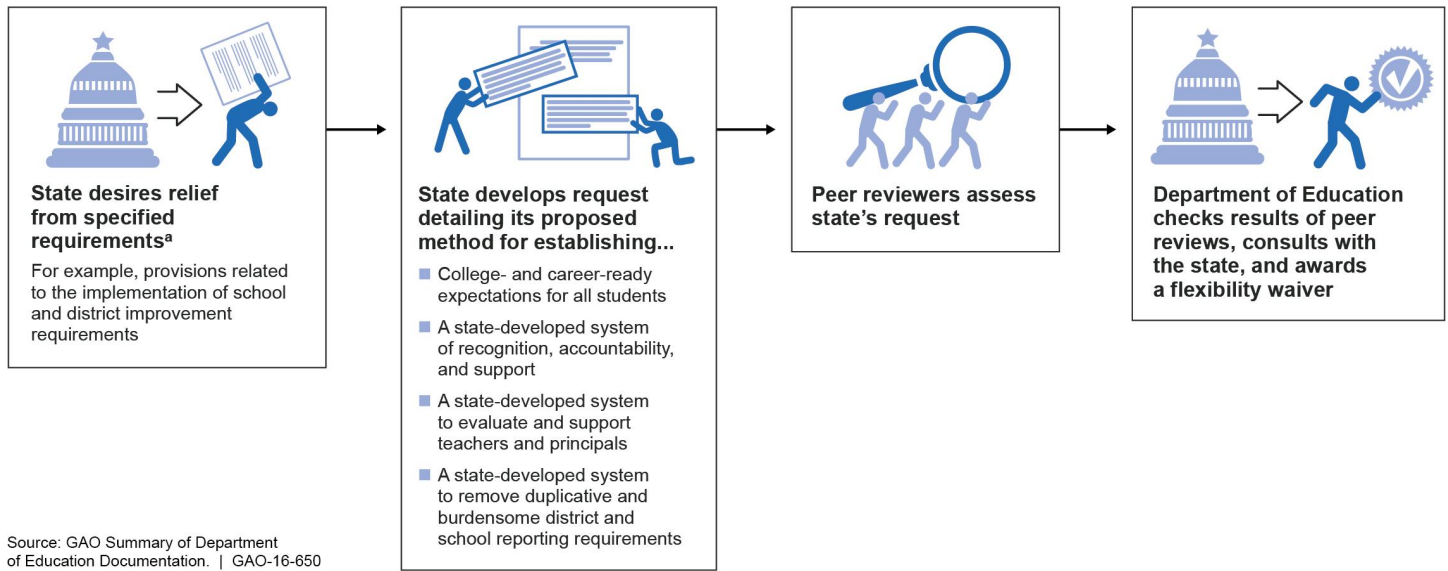 State desires relief
from specified
requirementsª
For example, provisions related
to the implementation of school
and district improvement
requirements
State develops request
detailing its proposed
method for establishing...
College- and career-ready
expectations for all students
A state-developed system
of recognition, accountability,
and support
A state-developed system
to evaluate and support
teachers and principals
A state-developed system
to remove duplicative and
burdensome district and
school reporting requirements
Peer reviewers assess
state's request
Department of Education
checks results of peer
reviews, consults with
the state, and awards
a flexibility waiver
Source: GAO Summary of Department
of Education Documentation. | GAO-16-650